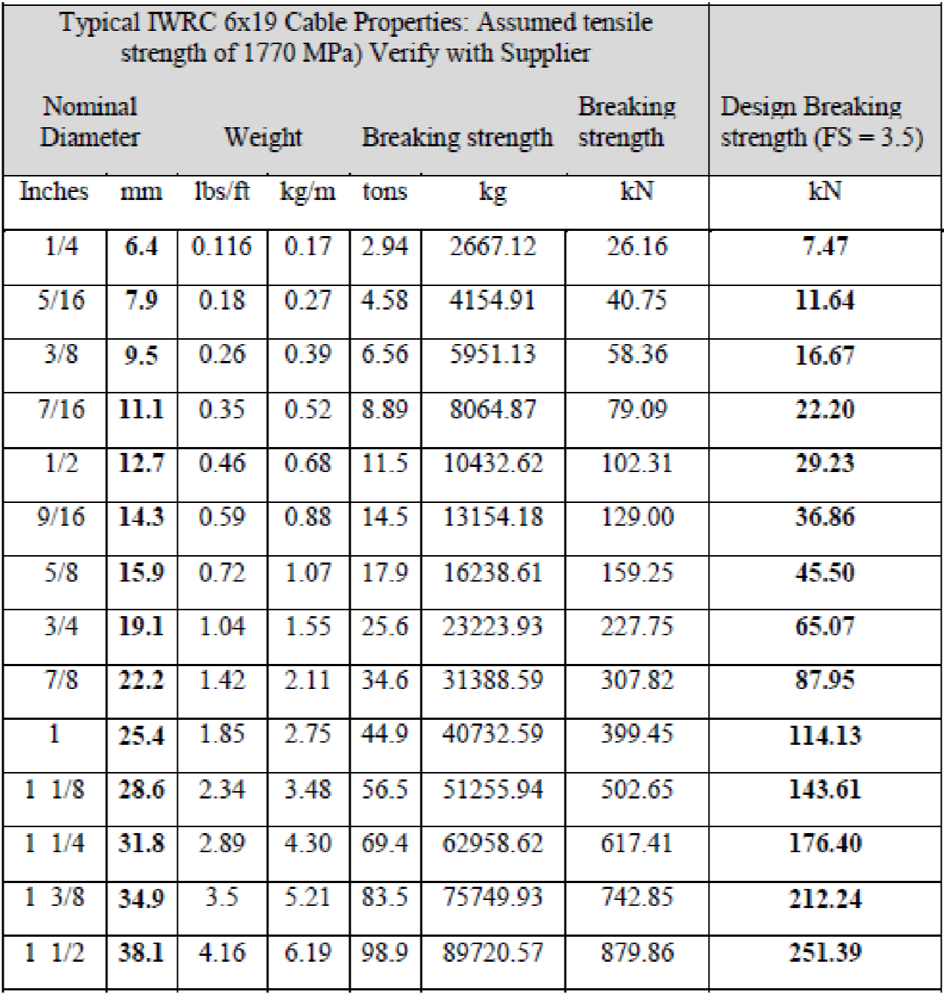 Typical IWRC 6x19 Cable Properties: Assumed tensile
strength of 1770 MPa) Verify with Supplier
Nominal Diameter Weight Breaking strength Breaking strength Design Breaking strength (FS = 3.5)
Inches mm lbs/ft kg/m tons kg kN kN
1/4 6.4 0.116 0.17 2.94 2667.12 26.16 7.47
5/16 7.9 0.18 0.27 4.58 4154.91 40.75 11.64
3/8 9.5 0.26 0.39 6.56 5951.13 58.36 16.67
7/16 11.1 0.35 0.52 8.89 8064.87 79.09 22.20
1/2 12.7 0.46 0.68 11.5 10432.62 102.31 29.23
9/16 14.3 0.59 0.88 14.5 13154.18 129.00 36.86
5/8 15.9 0.72 1.07 17.9 16238.61 159.25 45.50
3/4 19.1 1.04 1.55 25.6 23223.93 227.75 65.07
7/8 22.2 1.42 2.11 34.6 31388.59 307.82 87.95
1 25.4 1.85 2.75 44.9 40732.59 399.45 114.13
1 1/8 28.6 2.34 3.48 56.5 51255.94 502.65 143.61
1 1/4 31.8 2.89 4.30 69.4 62958.62 617.41 176.40
1 3/8 34.9 3.5 5.21 83.5 75749.93 742.85 212.24
1 1/2 38.1 4.16 6.19 98.9 89720.57 879.86 251.39